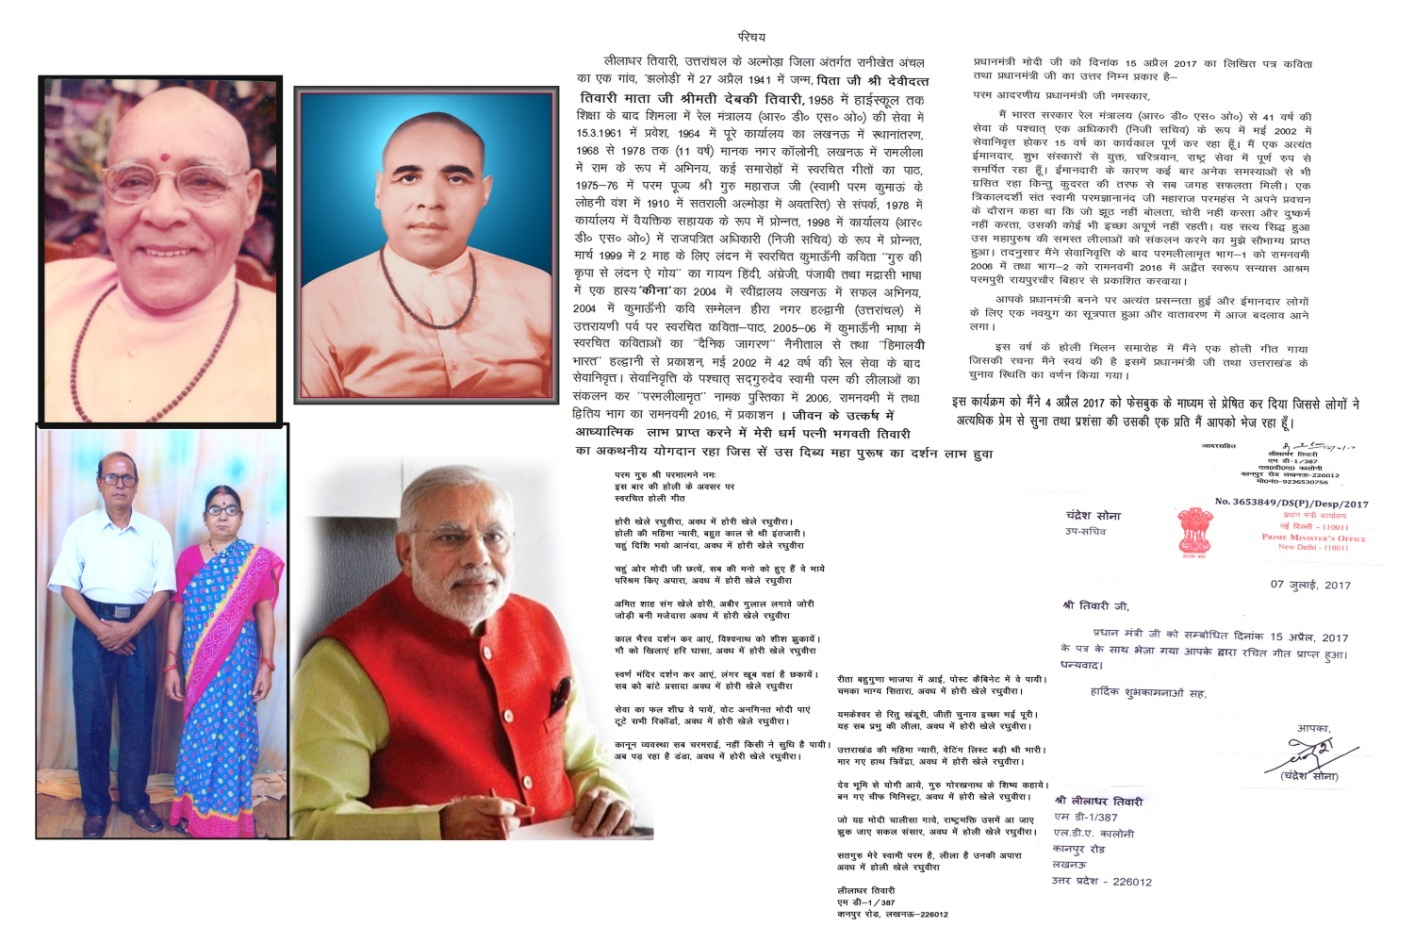 परिचय
लीलाधर तिवारी, उत्तरांचल के अल्मोड़ा जिला अंतर्गत रानीखेत अंचल
का एक गांव, 'झलोड़ी' में 27 अप्रैल 1941 में जन्म, पिता जी श्री देवीदत्त
तिवारी माता जी श्रीमती देबकी तिवारी, 1958 में हाईस्कूल तक
शिक्षा के बाद शिमला में रेल मंत्रालय (आर० डी० एस० ओ०) की सेवा में
15.3.1961 में प्रवेश, 1964 में पूरे कार्यालय का लखनऊ में स्थानांतरण,
1968 से 1978 तक (11 वर्ष) मानक नगर कॉलोनी, लखनऊ में रामलीला
में राम के रूप में अभिनय, कई समारोहों में स्वरचित गीतों का पाठ,
1975–76 में परम पूज्य श्री गुरु महाराज जी (स्वामी परम कुमाऊं के
लोहनी वंश में 1910 में सतराली अल्मोड़ा में अवतरित) से संपर्क, 1978 में
कार्यालय में वैयक्तिक सहायक के रूप में प्रोन्नत, 1998 में कार्यालय (आर०
डी० एस० ओ०) में राजपत्रित अधिकारी (निजी सचिव) के रूप में प्रोन्नत,
मार्च 1999 में 2 माह के लिए लंदन में स्वरचित कुमाऊँनी कविता "गुरु की
कृपा से लंदन ऐ गोय" का गायन हिंदी, अंग्रेजी, पंजाबी तथा मद्रासी भाषा
में एक हास्य 'कीना' का 2004 में रवींद्रालय लखनऊ में सफल अभिनय,
2004 में कुमाऊँनी कवि सम्मेलन हीरा नगर हल्द्वानी (उत्तरांचल) में
उत्तरायणी पर्व पर स्वरचित कविता–पाठ, 2005–06 में कुमाऊँनी भाषा में
स्वरचित कविताओं का "दैनिक जागरण" नैनीताल से तथा "हिमालयी
भारत" हल्द्वानी से प्रकाशन, मई 2002 में 42 वर्ष की रेल सेवा के बाद
सेवानिवृत्त। सेवानिवृत्ति के पश्चात् सद्गुरुदेव स्वामी परम की लीलाओं का
संकलन कर "परमलीलामृत" नामक पुस्तिका में 2006, रामनवमी में तथा
द्वितिय भाग का रामनवमी 2016, में प्रकाशन । जीवन के उत्कर्ष में
आध्यात्मिक लाभ प्राप्त करने में मेरी धर्म पत्नी भगवती तिवारी
का अकथनीय योगदान रहा जिस सें उस दिब्य महा पुरूष का दर्शन लाभ हुवा
परम गुरु श्री परमात्मने नमः
इस बार की होली के अवसर पर
स्वरचित होली गीत
होरी खेले रघुवीरा, अवध में होरी खेले रघुवीरा।
होली की महिमा न्यारी, बहुत काल से थी इंतजारी।
चहुं दिशि भयो आनंदा, अवध में होरी खेले रघुवीरा
चहुं ओर मोदी जी छत्यें, सब की मनो को हुए हैं वे भाये
परिश्रम किए अपारा, अवध में होरी खेले रघुवीरा
अमित शाह संग खेले होरी, अबीर गुलाल लगावे जोरी
जोड़ी बनी मजेदारा अवध में होरी खेले रघुवीरा
काल भैरव दर्शन कर आएं, विश्वनाथ को शीश झुकायें।
गौ को खिलाएं हरि घासा, अवध में होरी खेले रघुवीरा
स्वर्ण मंदिर दर्शन कर आएं, लंगर खूब वहां है छकायें।
सब को बांटे प्रसादा अवध में होरी खेले रघुवीरा
सेवा का फल शीघ्र वे पायें, वोट अनगिनत मोदी पाएं
टूटे सभी रिकॉर्डा, अवध में होरी खेले रघुवीरा।
कानून व्यवस्था सब चरमराई, नहीं किसी ने सुधि है पायी।
अब पड़ रहा है डंडा, अवध में होरी खेले रघुवीरा।
रीता बहुगुणा भाजपा में आई, पोस्ट कैबिनेट में वे पायी।
चमका भाग्य सितारा, अवध में होरी खेले रघुवीरा।
यमकेश्वर से रितु खंडूरी, जीती चुनाव इच्छा भई पूरी।
यह सब प्रभु की लीला, अवध में होरी खेले रघुवीरा।
उत्तराखंड की महिमा न्यारी, वेटिंग लिस्ट बड़ी थी भारी।
मार गए हाथ त्रिवेंद्रा, अवध में होरी खेले रघुवीरा।
देव भूमि से योगी आये, गुरु गोरखनाथ के शिष्य कहाये।
बन गए चीफ मिनिस्ट्रा, अवध में होरी खेले रघुवीरा।
जो यह मोदी चालीसा गाये, राष्ट्रभक्ति उसमें आ जाए
झुक जाए सकल संसार, अवध में होली खेले रघुवीरा।
सतगुरु मेरे स्वामी परम है, लीला है उनकी अपारा
अवध में होली खेले रघुवीरा
लीलाधर तिवारी
एम डी–1/387
कानपुर रोड, लखनऊ–226012
प्रधानमंत्री मोदी जी को दिनांक 15 अप्रैल 2017 का लिखित पत्र कविता
तथा प्रधानमंत्री जी का उत्तर निम्न प्रकार है–
परम आदरणीय प्रधानमंत्री जी नमस्कार,
मैं भारत सरकार रेल मंत्रालय (आर० डी० एस० ओ०) से 41 वर्ष की
सेवा के पश्चात् एक अधिकारी (निजी सचिव) के रूप में मई 2002 में
सेवानिवृत्त होकर 15 वर्ष का कार्यकाल पूर्ण कर रहा हूँ। मैं एक अत्यंत
ईमानदार, शुभ संस्कारों से युक्त, चरित्रवान, राष्ट्र सेवा में पूर्ण रुप से
समर्पित रहा हूँ। ईमानदारी के कारण कई बार अनेक समस्याओं से भी
ग्रसित रहा किन्तु कुदरत की तरफ से सब जगह सफलता मिली। एक
त्रिकालदर्शी संत स्वामी परमज्ञानानंद जी महाराज परमहंस ने अपने प्रवचन
के दौरान कहा था कि जो झूठ नहीं बोलता, चोरी नहीं करता और दुष्कर्म
नहीं करता, उसकी कोई भी इच्छा अपूर्ण नहीं रहती। यह सत्य सिद्ध हुआ
उस महापुरुष की समस्त लीलाओं को संकलन करने का मुझे सौभाग्य प्राप्त
हुआ। तदनुसार मैंने सेवानिवृत्ति के बाद परमलीलामृत भाग–1 को रामनवमी
2006 में तथा भाग–2 को रामनवमी 2016 में अद्वैत स्वरूप सन्यास आश्रम
परमपुरी रायपुरचौर बिहार से प्रकाशित करवाया।
आपके प्रधानमंत्री बनने पर अत्यंत प्रसन्नता हुई और ईमानदार लोगों
के लिए एक नवयुग का सूत्रपात हुआ और वातावरण में आज बदलाव आने
लगा।
इस वर्ष के होली मिलन समारोह में मैंने एक होली गीत गाया
जिसकी रचना मैंने स्वयं की है इसमें प्रधानमंत्री जी तथा उत्तराखंड के
चुनाव स्थिति का वर्णन किया गया।
इस कार्यक्रम को मैंने 4 अप्रैल 2017 को फेसबुक के माध्यम से प्रेषित कर दिया जिससे लोगों ने
अत्यधिक प्रेम से सुना तथा प्रशंसा की उसकी एक प्रति मैं आपको भेज रहा हूँ।
आदरसहित
लीलाधर तिवारी
एम डी–1/387
एल०डी०ए० कालोनी
कानपुर रोड लखनऊ–226012
मो०नं०–9236530756
No. 3653849/DS(P)/Desp/2017
चंद्रेश सोना
उप-सचिव
प्रधान मंत्री कार्यालय
नई दिल्ली - 110011
PRIME MINISTER'S OFFICE
New Delhi - 110011
07 जुलाई, 2017
श्री तिवारी जी,
प्रधान मंत्री जी को सम्बोधित दिनांक 15 अप्रैल, 2017
के पत्र के साथ भेजा गया आपके द्वारा रचित गीत प्राप्त हुआ।
धन्यवाद।
हार्दिक शुभकामनाओं सह,
आपका,
(चंद्रेश सोना)
श्री लीलाधर तिवारी
एम डी-1/387
एल.डी.ए. कालोनी
कानपुर रोड
लखनऊ
उत्तर प्रदेश - 226012